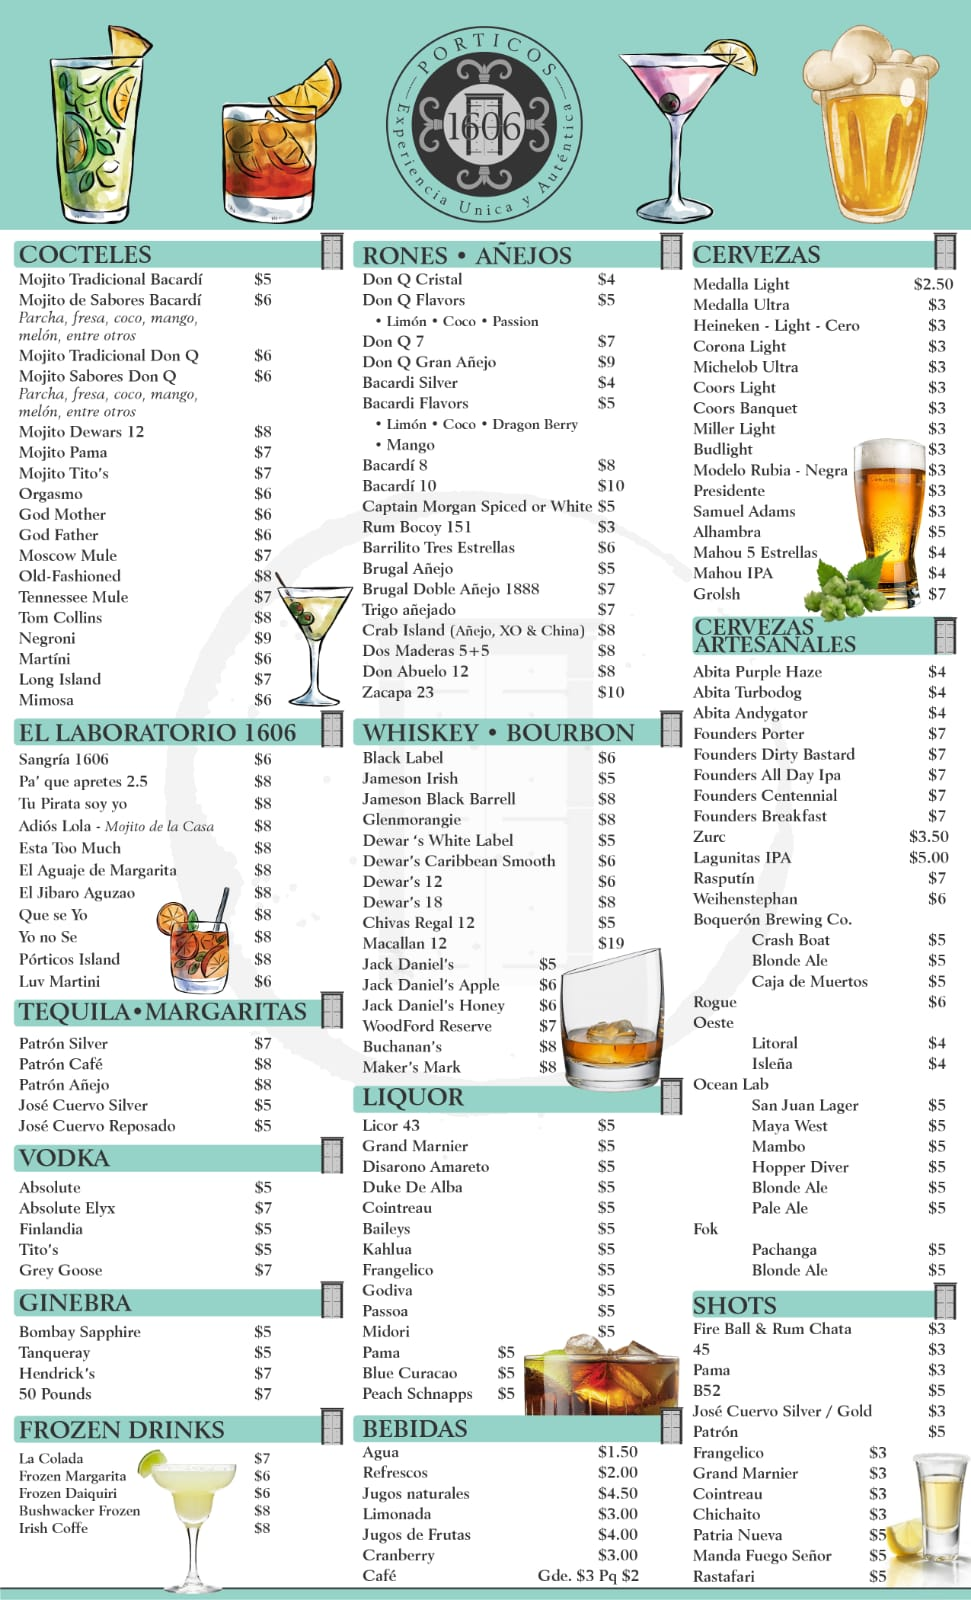 PORTICOS
1606
Experiencia Unica y Auténtica
COCTELES
Mojito Tradicional Bacardí $5
Mojito de Sabores Bacardí $6
Parcha, fresa, coco, mango,
melón, entre otros
Mojito Tradicional Don Q $6
Mojito Sabores Don Q $6
Parcha, fresa, coco, mango,
melón, entre otros
Mojito Dewars 12 $8
Mojito Pama $7
Mojito Tito's $7
Orgasmo $6
God Mother $6
God Father $6
Moscow Mule $7
Old-Fashioned $8
Tennessee Mule $7
Tom Collins $8
Negroni $9
Martíni $6
Long Island $7
Mimosa $6
EL LABORATORIO 1606
Sangría 1606 $6
Pa' que apretes 2.5 $8
Tu Pirata soy yo $8
Adiós Lola - Mojito de la Casa $8
Esta Too Much $8
El Aguaje de Margarita $8
El Jibaro Aguzao $8
Que se Yo $8
Yo no Se $8
Pórticos Island $8
Luv Martini $6
TEQUILA•MARGARITAS
Patrón Silver $7
Patrón Café $8
Patrón Añejo $8
José Cuervo Silver $5
José Cuervo Reposado $5
VODKA
Absolute $5
Absolute Elyx $7
Finlandia $5
Tito's $5
Grey Goose $7
GINEBRA
Bombay Sapphire $5
Tanqueray $5
Hendrick's $7
50 Pounds $7
FROZEN DRINKS
La Colada $7
Frozen Margarita $6
Frozen Daiquiri $6
Bushwacker Frozen $8
Irish Coffe $8
RONES • AÑEJOS
Don Q Cristal $4
Don Q Flavors $5
• Limón • Coco • Passion
Don Q 7 $7
Don Q Gran Añejo $9
Bacardi Silver $4
Bacardi Flavors $5
• Limón • Coco • Dragon Berry
• Mango
Bacardí 8 $8
Bacardí 10 $10
Captain Morgan Spiced or White $5
Rum Bocoy 151 $3
Barrilito Tres Estrellas $6
Brugal Añejo $5
Brugal Doble Añejo 1888 $7
Trigo añejado $7
Crab Island (Añejo, XO & China) $8
Dos Maderas 5+5 $8
Don Abuelo 12 $8
Zacapa 23 $10
WHISKEY • BOURBON
Black Label $6
Jameson Irish $5
Jameson Black Barrell $8
Glenmorangie $8
Dewar ‘s White Label $5
Dewar's Caribbean Smooth $6
Dewar's 12 $6
Dewar's 18 $8
Chivas Regal 12 $5
Macallan 12 $19
Jack Daniel's $5
Jack Daniel's Apple $6
Jack Daniel's Honey $6
WoodFord Reserve $7
Buchanan's $8
Maker's Mark $8
LIQUOR
Licor 43 $5
Grand Marnier $5
Disarono Amareto $5
Duke De Alba $5
Cointreau $5
Baileys $5
Kahlua $5
Frangelico $5
Godiva $5
Passoa $5
Midori $5
Pama $5
Blue Curacao $5
Peach Schnapps $5
BEBIDAS
Agua $1.50
Refrescos $2.00
Jugos naturales $4.50
Limonada $3.00
Jugos de Frutas $4.00
Cranberry $3.00
Café Gde. $3 Pq $2
CERVEZAS
Medalla Light $2.50
Medalla Ultra $3
Heineken - Light - Cero $3
Corona Light $3
Michelob Ultra $3
Coors Light $3
Coors Banquet $3
Miller Light $3
Budlight $3
Modelo Rubia - Negra $3
Presidente $3
Samuel Adams $3
Alhambra $5
Mahou 5 Estrellas $4
Mahou IPA $4
Grolsh $7
CERVEZAS
ARTESANALES
Abita Purple Haze $4
Abita Turbodog $4
Abita Andygator $4
Founders Porter $7
Founders Dirty Bastard $7
Founders All Day Ipa $7
Founders Centennial $7
Founders Breakfast $7
Zurc $3.50
Lagunitas IPA $5.00
Rasputín $7
Weihenstephan $6
Boquerón Brewing Co.
Crash Boat $5
Blonde Ale $5
Caja de Muertos $5
Rogue $6
Oeste
Litoral $4
Isleña $4
Ocean Lab
San Juan Lager $5
Maya West $5
Mambo $5
Hopper Diver $5
Blonde Ale $5
Pale Ale $5
Fok
Pachanga $5
Blonde Ale $5
SHOTS
Fire Ball & Rum Chata $3
45 $3
Pama $3
B52 $5
José Cuervo Silver / Gold $3
Patrón $5
Frangelico $3
Grand Marnier $3
Cointreau $3
Chichaito $3
Patria Nueva $5
Manda Fuego Señor $5
Rastafari $5